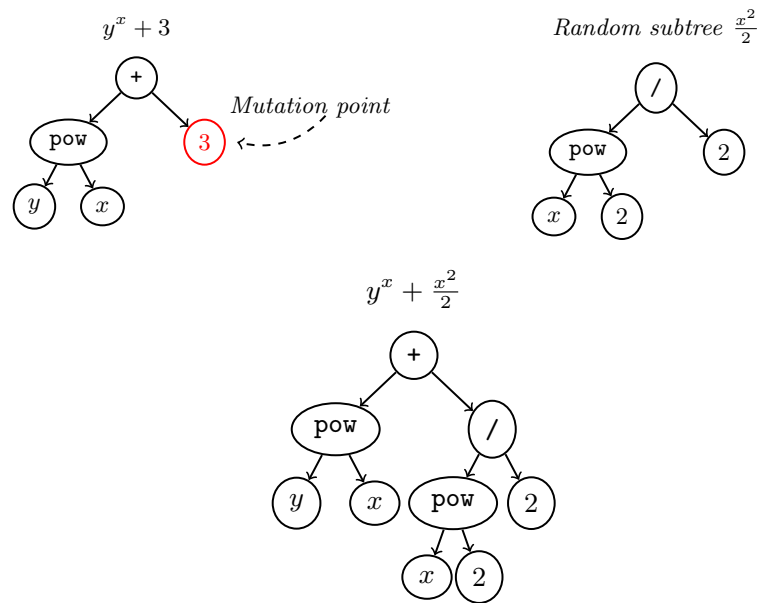 y^x + 3
Random subtree x^2/2
+
/
Mutation point
pow 3
pow 2
y x
x 2
y^x + x^2/2
+
pow /
y x pow 2
x 2